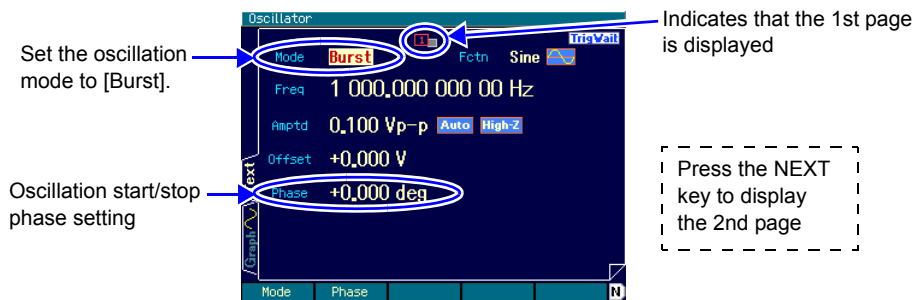 Oscillator
Indicates that the 1st page
is displayed
1
TrigWait
Set the oscillation
mode to [Burst].
Mode Burst Fctn Sine
Freq 1 000.000 000 00 Hz
Amptd 0.100 Vp-p Auto High-Z
Offset +0.000 V
Text
Press the NEXT
key to display
the 2nd page
Oscillation start/stop
phase setting
Phase +0.000 deg
Graph
Mode Phase N